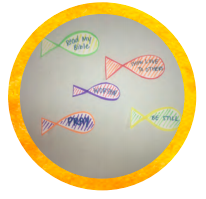 Read my
Bible
Show Love
To others
worship
PRAY
BE STILL